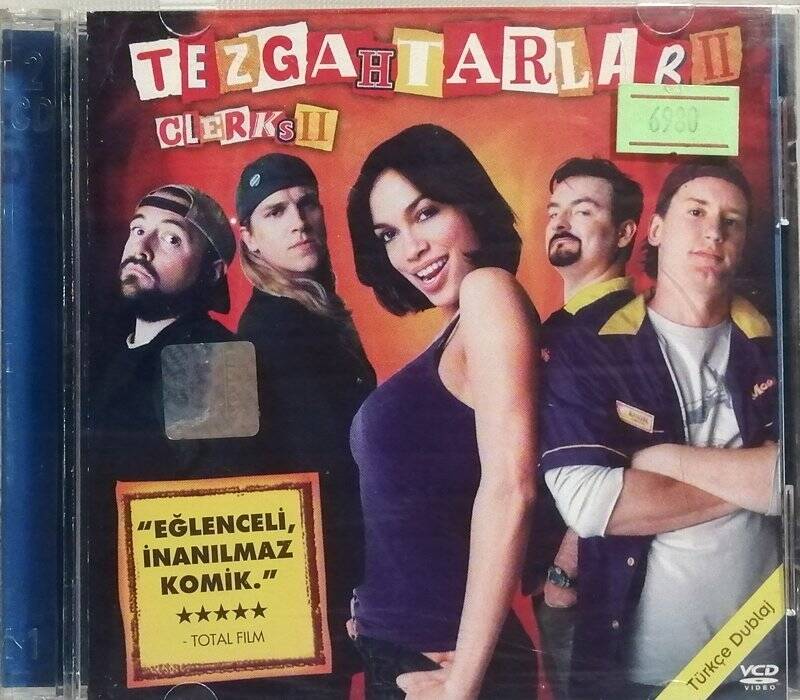 TEZGAHTARLAR II
CLERKS II
6980
"EĞLENCELİ,
İNANILMAZ
KOMİK."
★★★★★
- TOTAL FILM
Türkçe Dublaj
VCD
VIDEO